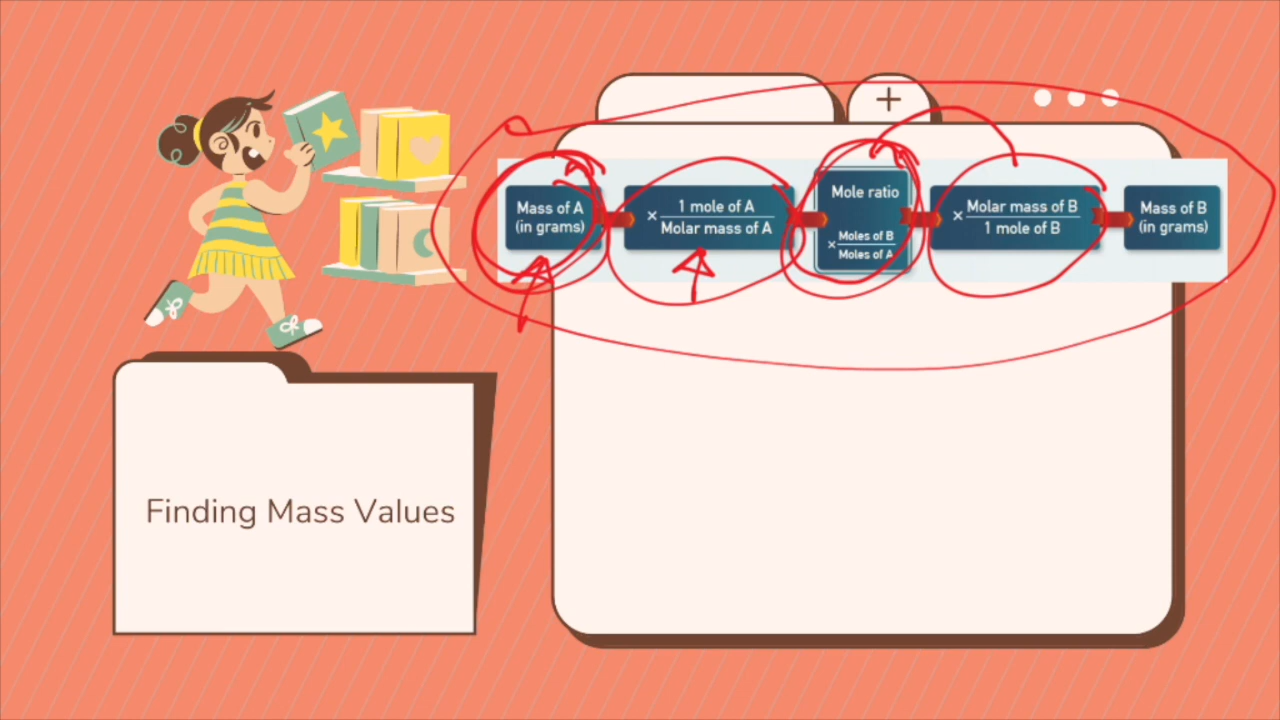 Mass of A
(in grams)
× 1 mole of A
Molar mass of A
Mole ratio
× Moles of B
Moles of A
× Molar mass of B
1 mole of B
Mass of B
(in grams)
Finding Mass Values